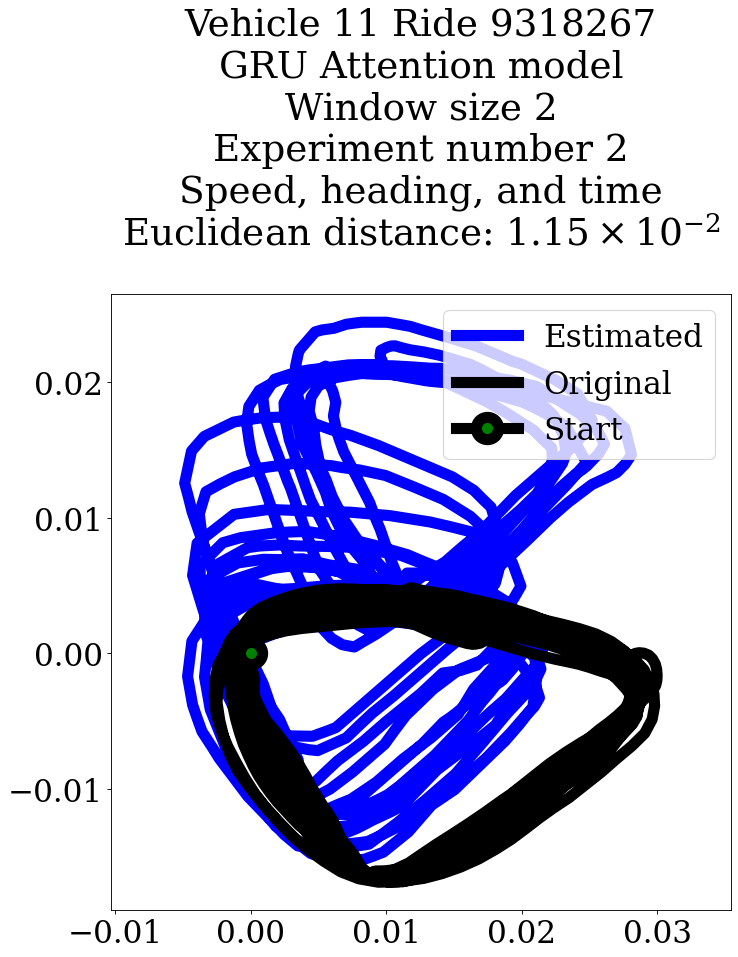 Vehicle 11 Ride 9318267
GRU Attention model
Window size 2
Experiment number 2
Speed, heading, and time
Euclidean distance: 1.15 × 10⁻²
Estimated
Original
Start
0.02
0.01
0.00
−0.01
−0.01 0.00 0.01 0.02 0.03